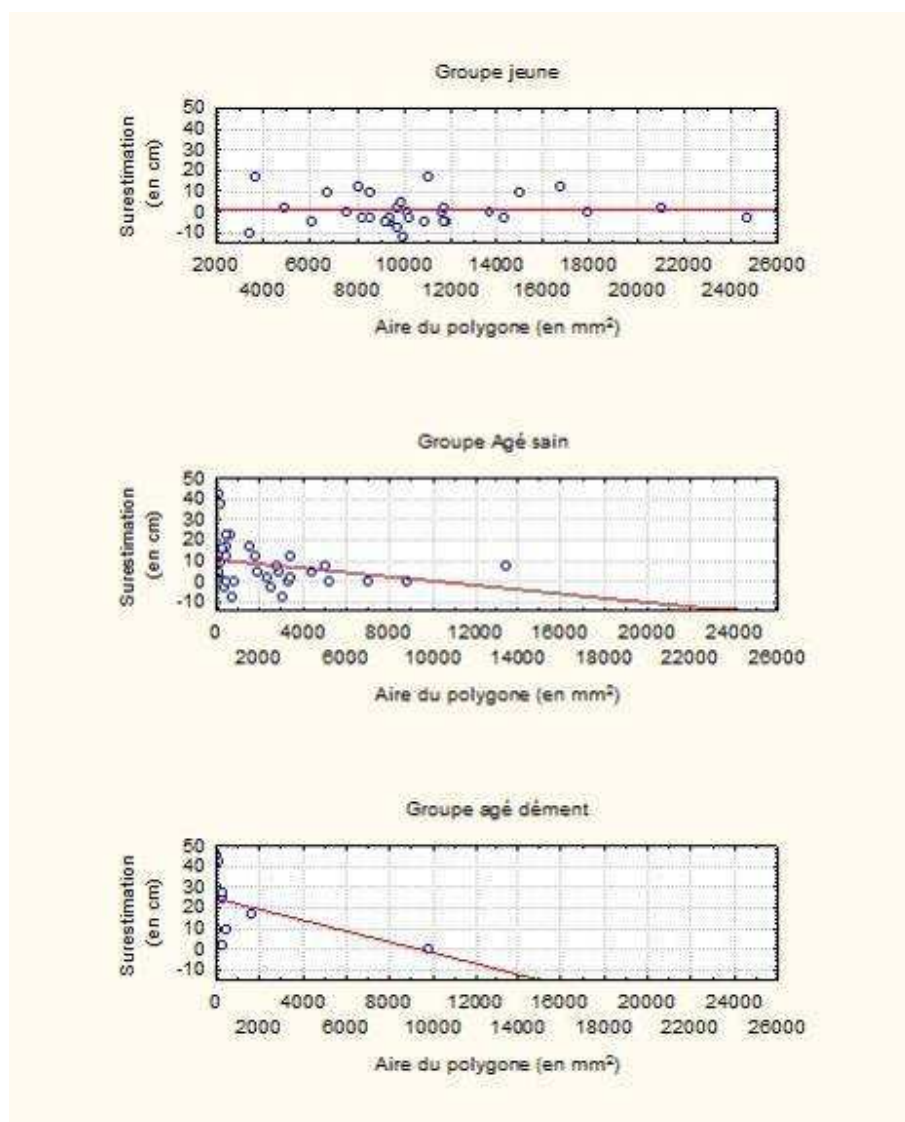 Groupe jeune
Surestimation
(en cm)
50
40
30
20
10
0
-10
2000 6000 10000 14000 18000 22000 26000
4000 8000 12000 16000 20000 24000
Aire du polygone (en mm²)
Groupe Agé sain
Surestimation
(en cm)
50
40
30
20
10
0
-10
0 4000 8000 12000 16000 20000 24000
2000 6000 10000 14000 18000 22000 26000
Aire du polygone (en mm²)
Groupe agé dément
Surestimation
(en cm)
50
40
30
20
10
0
-10
0 4000 8000 12000 16000 20000 24000
2000 6000 10000 14000 18000 22000 26000
Aire du polygone (en mm²)